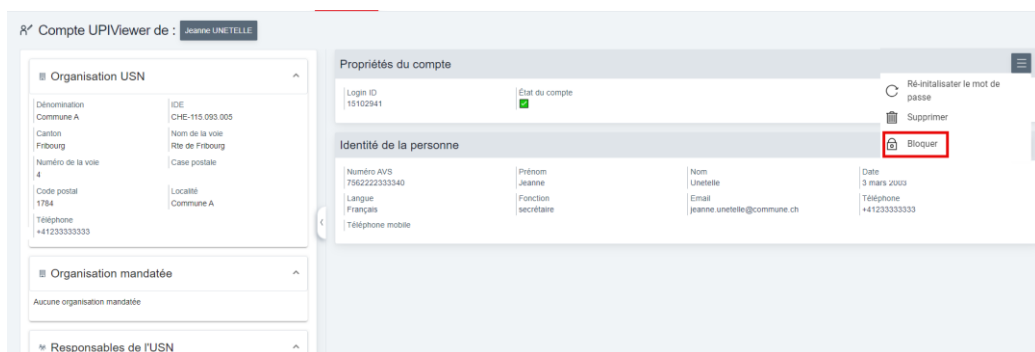 Compte UPIViewer de : Jeanne UNETELLE
Organisation USN
Dénomination
Commune A
IDE
CHE-115.093.005
Canton
Fribourg
Nom de la voie
Rte de Fribourg
Numéro de la voie
4
Case postale
Code postal
1784
Localité
Commune A
Téléphone
+41233333333
Organisation mandatée
Aucune organisation mandatée
Responsables de l'USN
Propriétés du compte
Login ID
15102941
État du compte
Ré-initalisater le mot de
passe
Supprimer
Bloquer
Identité de la personne
Numéro AVS
7562222333340
Prénom
Jeanne
Nom
Unetelle
Date
3 mars 2003
Langue
Français
Fonction
secrétaire
Email
jeanne.unetelle@commune.ch
Téléphone
+41233333333
Téléphone mobile